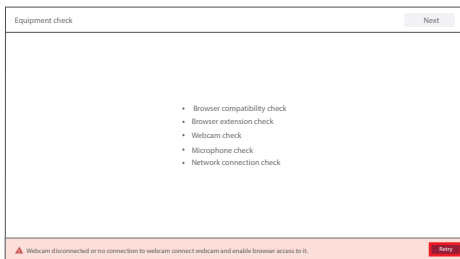 Equipment check
Next
• Browser compatibility check
• Browser extension check
• Webcam check
• Microphone check
• Network connection check
Webcam disconnected or no connection to webcam connect webcam and enable browser access to it.
Retry